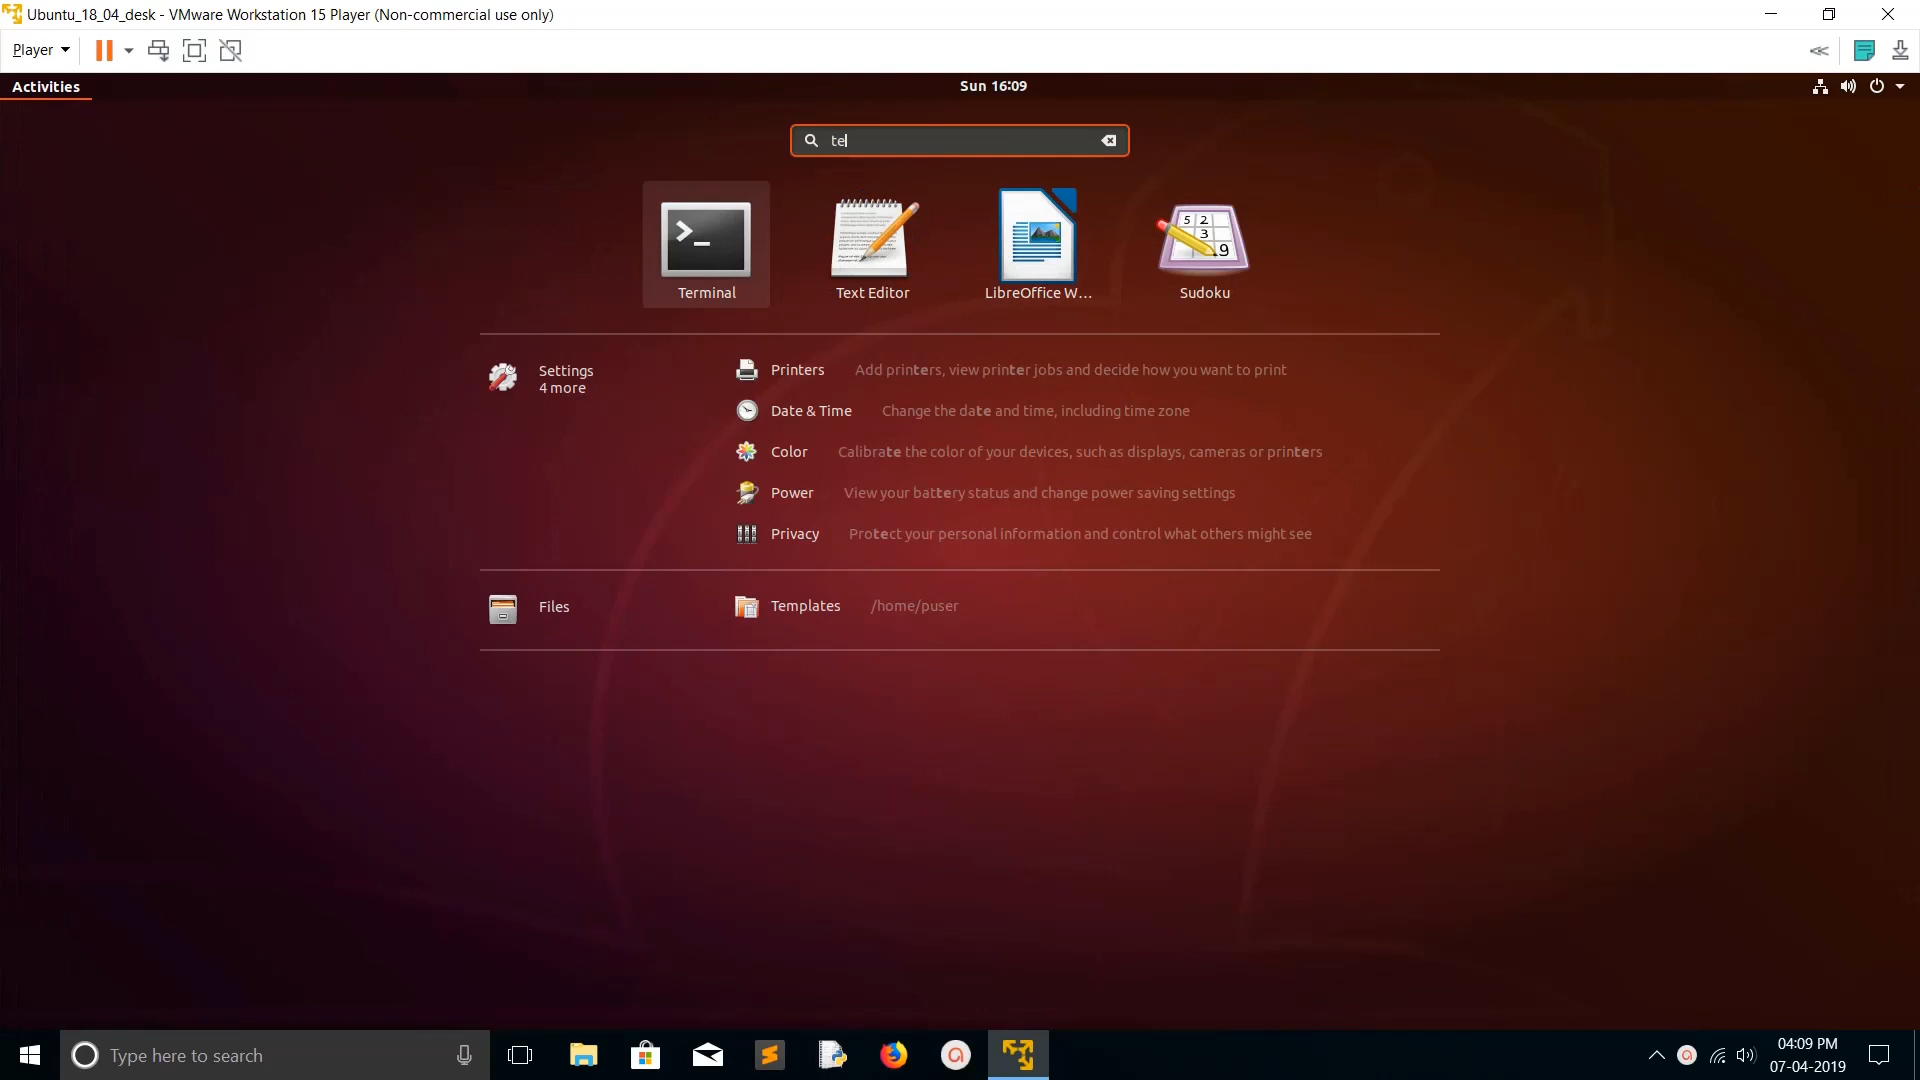 Ubuntu_18_04_desk - VMware Workstation 15 Player (Non-commercial use only)
Player
Activities
Sun 16:09
te
Terminal
Text Editor
LibreOffice W...
Sudoku
5 2
3
9
Settings
4 more
Printers Add printers, view printer jobs and decide how you want to print
Date & Time Change the date and time, including time zone
Color Calibrate the color of your devices, such as displays, cameras or printers
Power View your battery status and change power saving settings
Privacy Protect your personal information and control what others might see
Files
Templates /home/puser
Type here to search
04:09 PM
07-04-2019